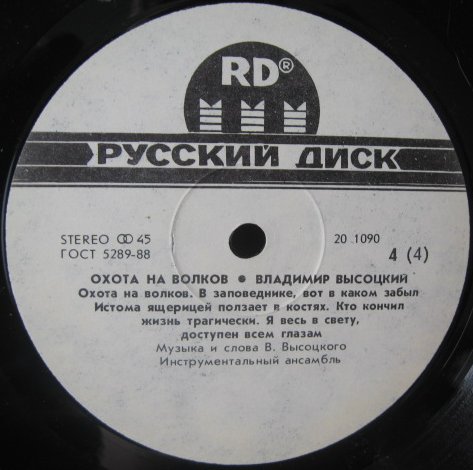 RD®
РУССКИЙ ДИСК
STEREO ꝏ 45 20 1090
ГОСТ 5289-88 4 (4)
ОХОТА НА ВОЛКОВ ● ВЛАДИМИР ВЫСОЦКИЙ
Охота на волков. В заповеднике, вот в каком забыл
Истома ящерицей ползает в костях. Кто кончил
жизнь трагически. Я весь в свету,
доступен всем глазам
Музыка и слова В. Высоцкого
Инструментальный ансамбль